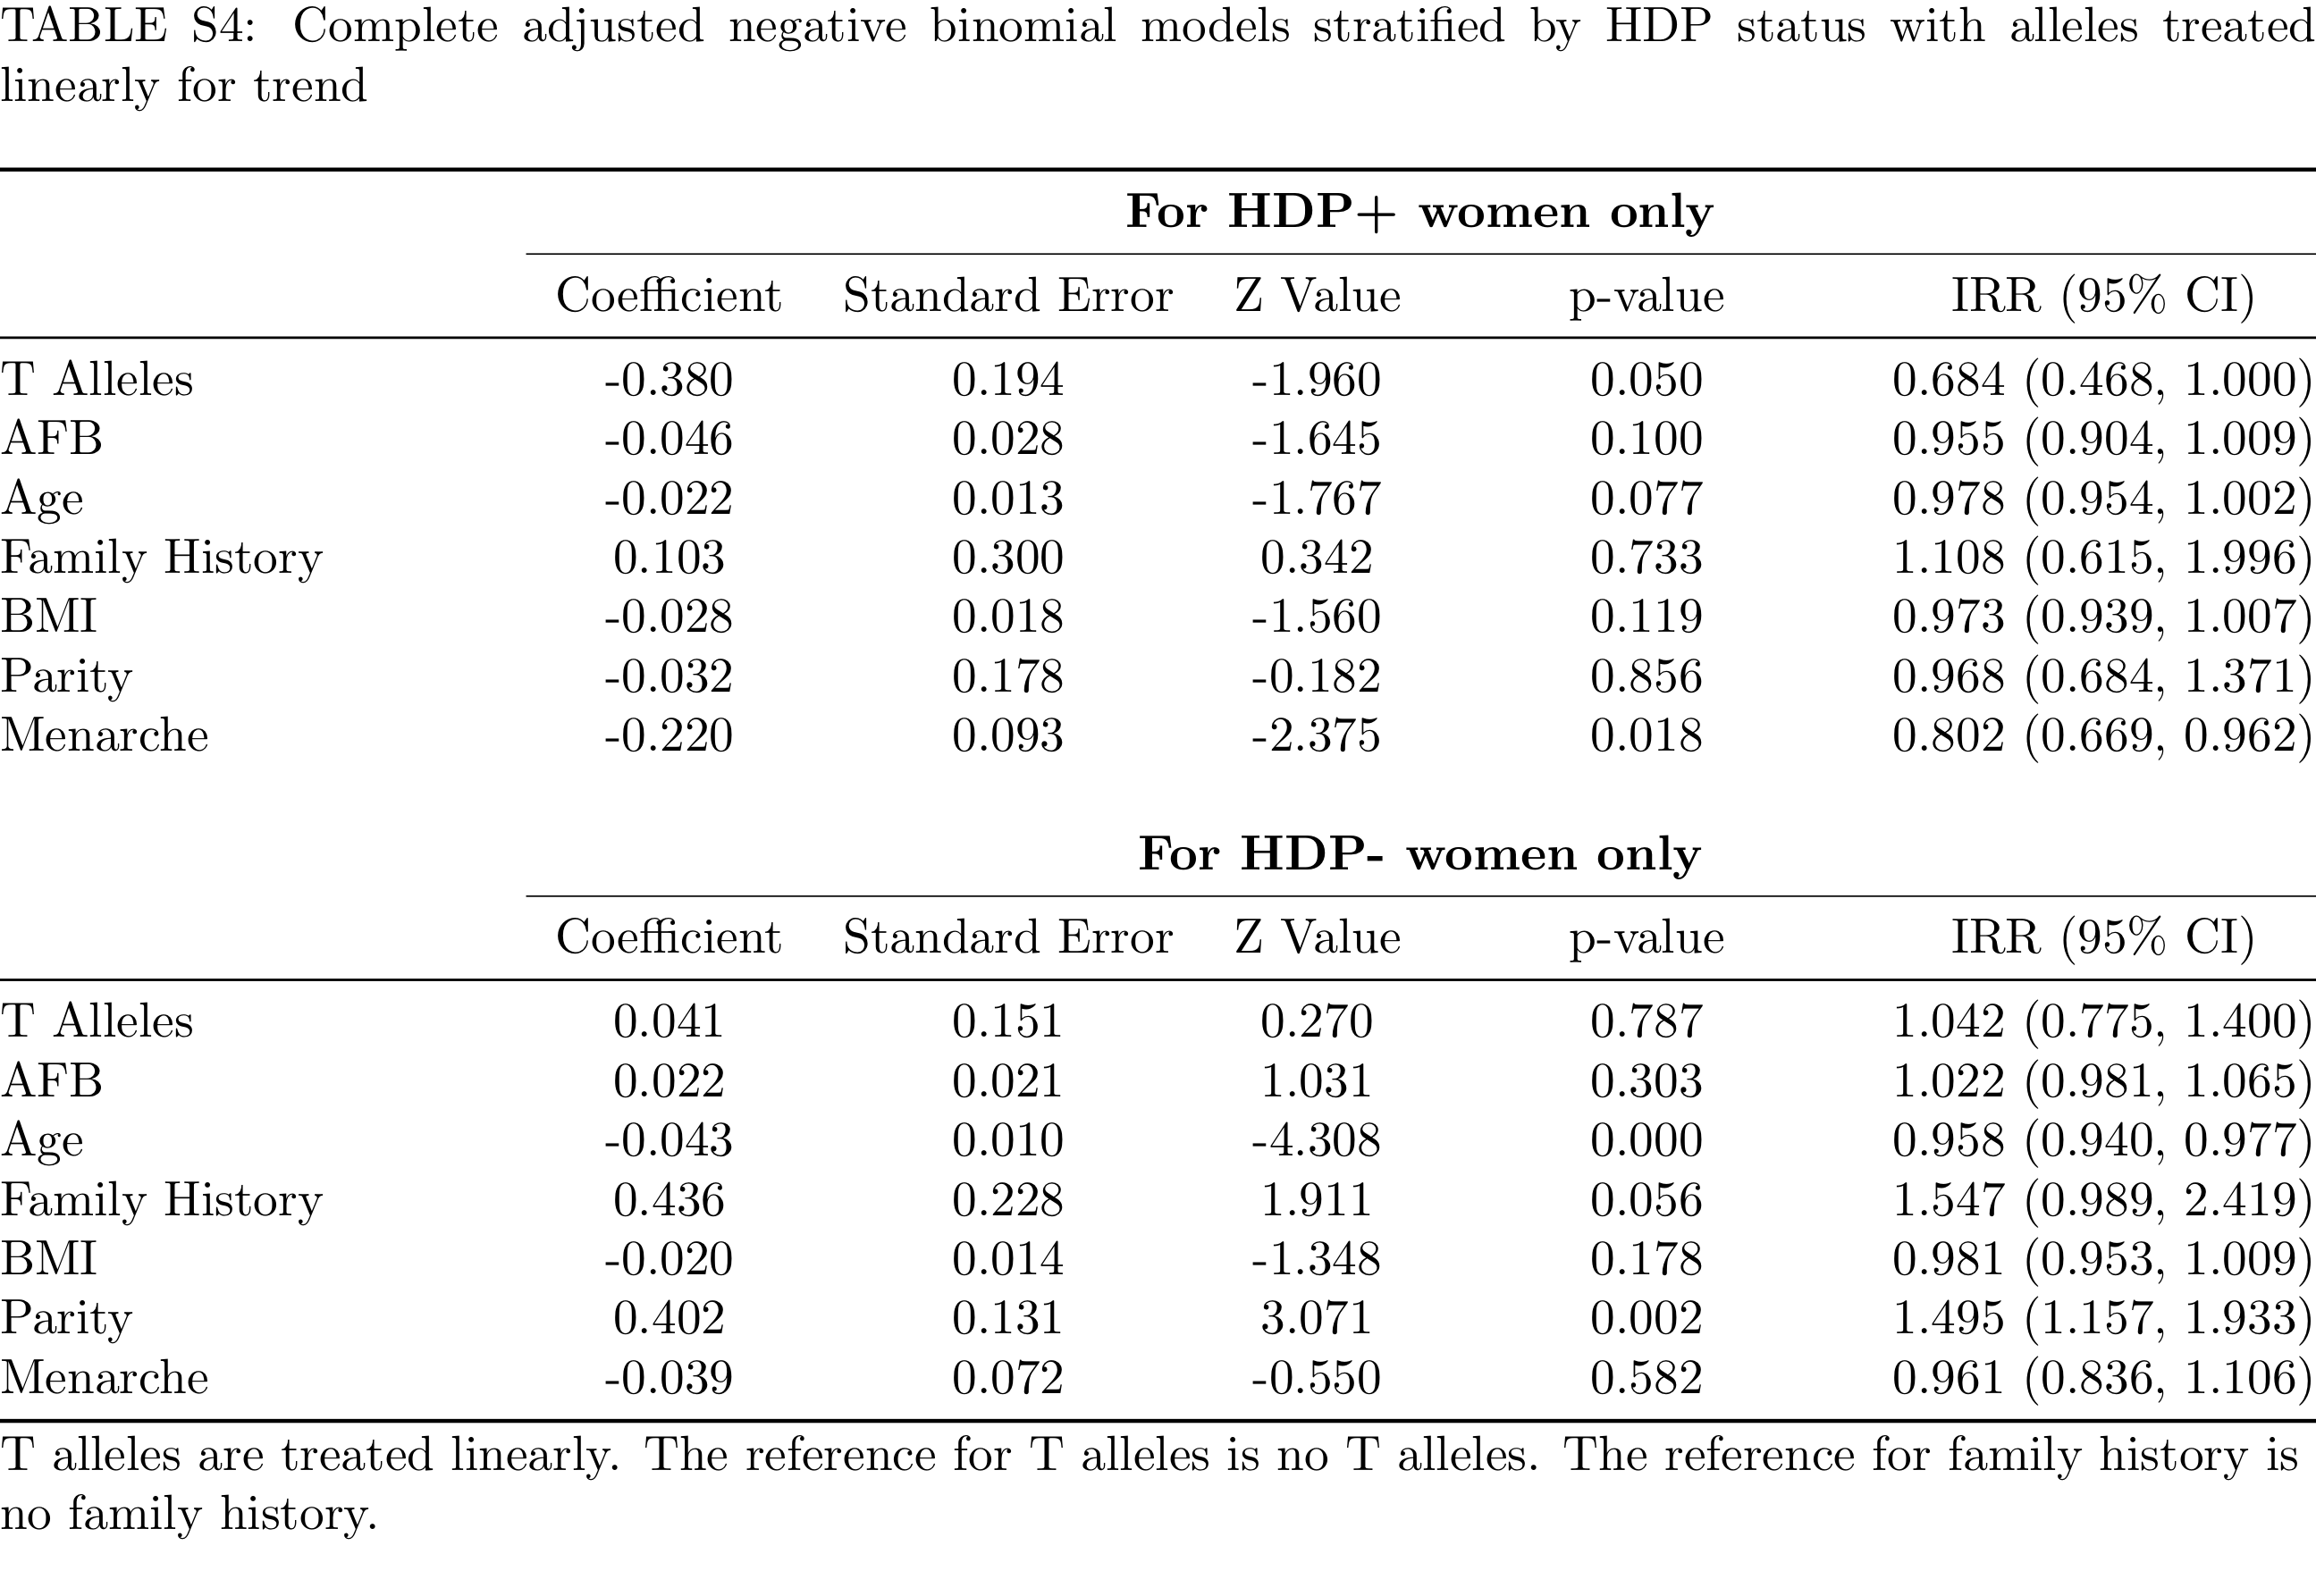 TABLE S4: Complete adjusted negative binomial models stratified by HDP status with alleles treated
linearly for trend
For HDP+ women only
Coefficient Standard Error Z Value p-value IRR (95% CI)
T Alleles -0.380 0.194 -1.960 0.050 0.684 (0.468, 1.000)
AFB -0.046 0.028 -1.645 0.100 0.955 (0.904, 1.009)
Age -0.022 0.013 -1.767 0.077 0.978 (0.954, 1.002)
Family History 0.103 0.300 0.342 0.733 1.108 (0.615, 1.996)
BMI -0.028 0.018 -1.560 0.119 0.973 (0.939, 1.007)
Parity -0.032 0.178 -0.182 0.856 0.968 (0.684, 1.371)
Menarche -0.220 0.093 -2.375 0.018 0.802 (0.669, 0.962)
For HDP- women only
Coefficient Standard Error Z Value p-value IRR (95% CI)
T Alleles 0.041 0.151 0.270 0.787 1.042 (0.775, 1.400)
AFB 0.022 0.021 1.031 0.303 1.022 (0.981, 1.065)
Age -0.043 0.010 -4.308 0.000 0.958 (0.940, 0.977)
Family History 0.436 0.228 1.911 0.056 1.547 (0.989, 2.419)
BMI -0.020 0.014 -1.348 0.178 0.981 (0.953, 1.009)
Parity 0.402 0.131 3.071 0.002 1.495 (1.157, 1.933)
Menarche -0.039 0.072 -0.550 0.582 0.961 (0.836, 1.106)
T alleles are treated linearly. The reference for T alleles is no T alleles. The reference for family history is
no family history.